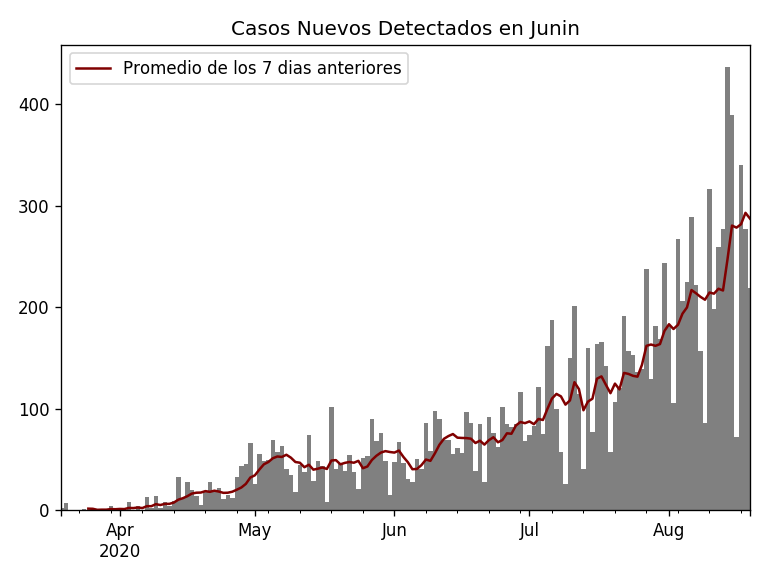 Casos Nuevos Detectados en Junin
Promedio de los 7 dias anteriores
400
300
200
100
0
Apr
2020
May
Jun
Jul
Aug